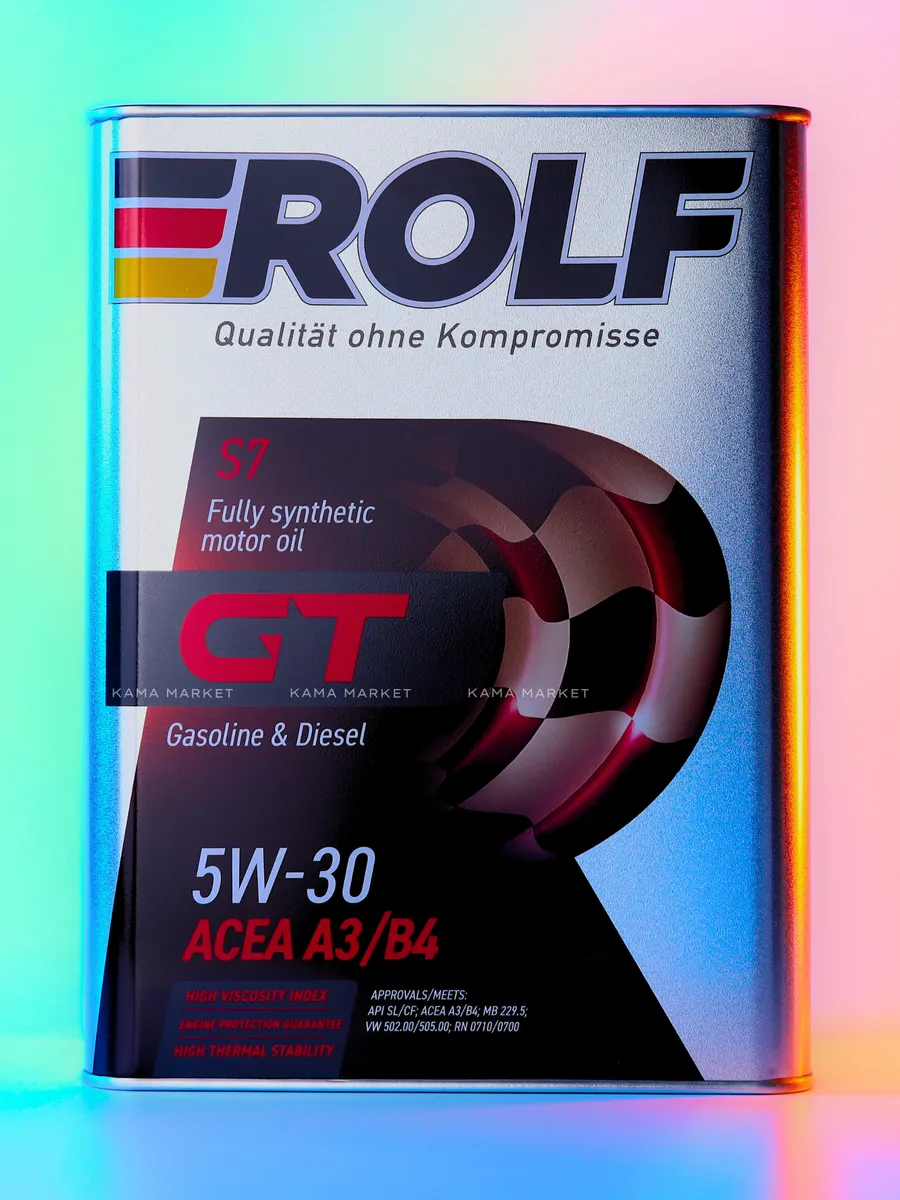 ROLF
Qualität ohne Kompromisse
S7
Fully synthetic
motor oil
GT
KAMA MARKET KAMA MARKET KAMA MARKET
Gasoline & Diesel
5W-30
ACEA A3/B4
HIGH VISCOSITY INDEX
ENGINE PROTECTION GUARANTEE
HIGH THERMAL STABILITY
APPROVALS/MEETS:
API SL/CF; ACEA A3/B4; MB 229.5;
VW 502.00/505.00; RN 0710/0700